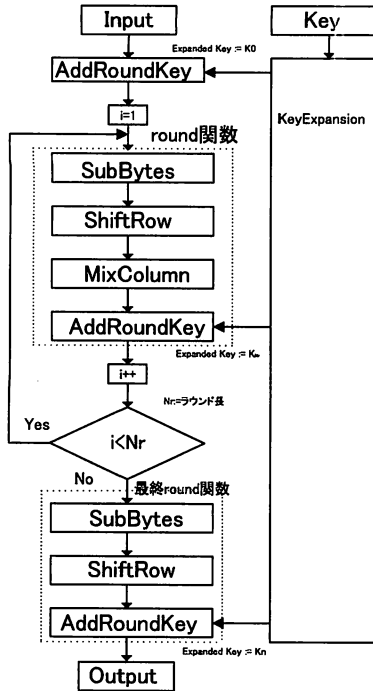 Input
Key
Expanded Key := K0
AddRoundKey
KeyExpansion
i=1
round関数
SubBytes
ShiftRow
MixColumn
AddRoundKey
Expanded Key :=
i++
Nr:=ラウンド長
Yes
i<Nr
No
最終round関数
SubBytes
ShiftRow
AddRoundKey
Expanded Key := Kn
Output